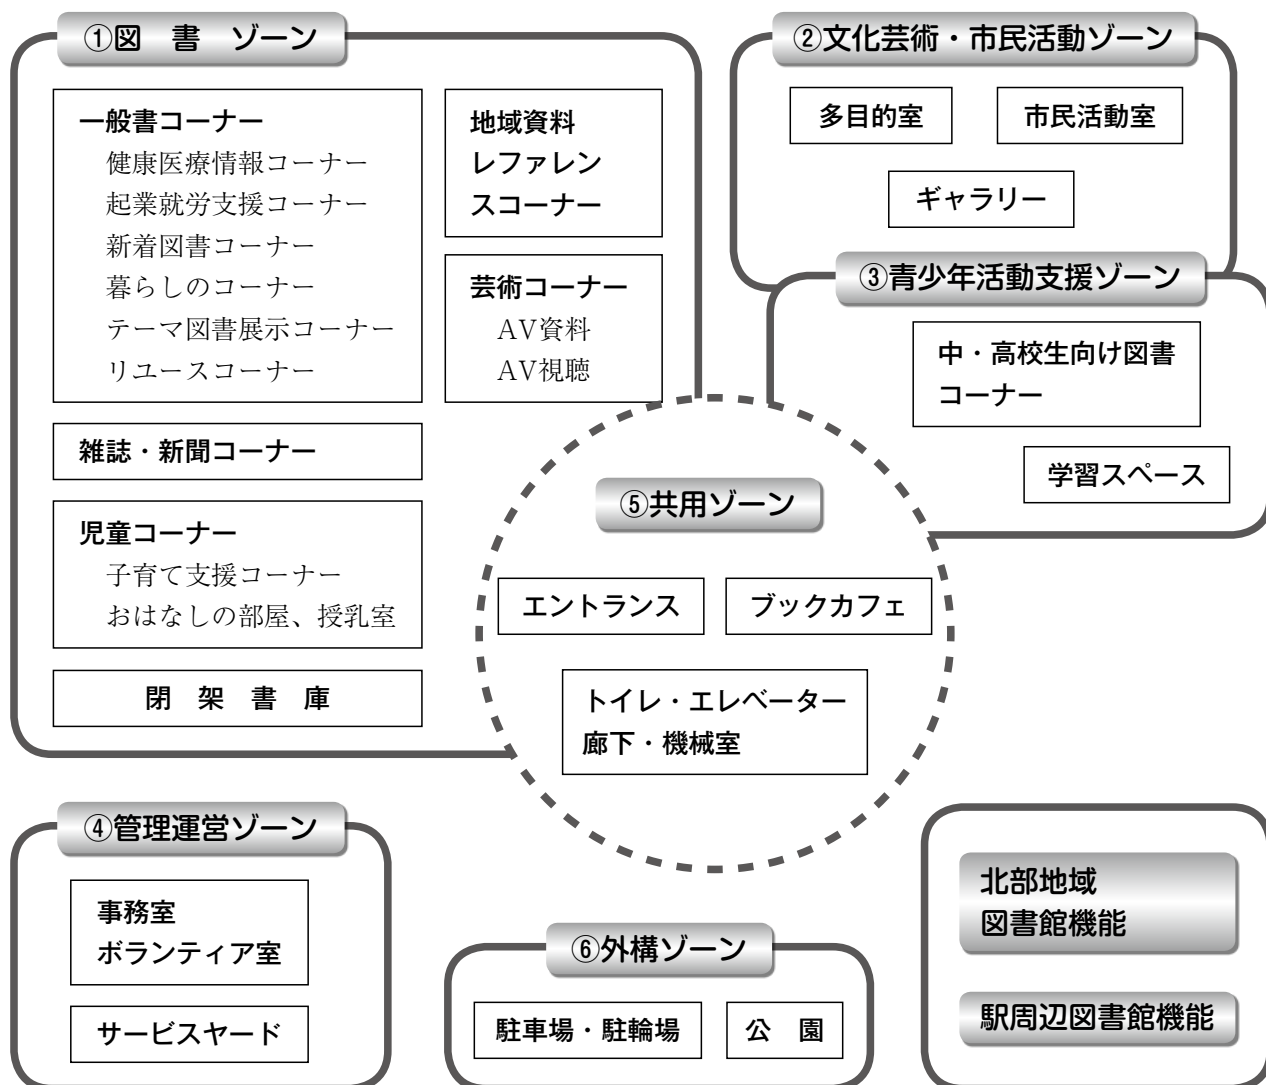 ①図　書　ゾーン
一般書コーナー
健康医療情報コーナー
起業就労支援コーナー
新着図書コーナー
暮らしのコーナー
テーマ図書展示コーナー
リユースコーナー
地域資料
レファレン
スコーナー
芸術コーナー
AV資料
AV視聴
雑誌・新聞コーナー
児童コーナー
子育て支援コーナー
おはなしの部屋、授乳室
閉　架　書　庫
②文化芸術・市民活動ゾーン
多目的室
市民活動室
ギャラリー
③青少年活動支援ゾーン
中・高校生向け図書
コーナー
学習スペース
⑤共用ゾーン
エントランス
ブックカフェ
トイレ・エレベーター
廊下・機械室
④管理運営ゾーン
事務室
ボランティア室
サービスヤード
⑥外構ゾーン
駐車場・駐輪場
公　園
北部地域
図書館機能
駅周辺図書館機能